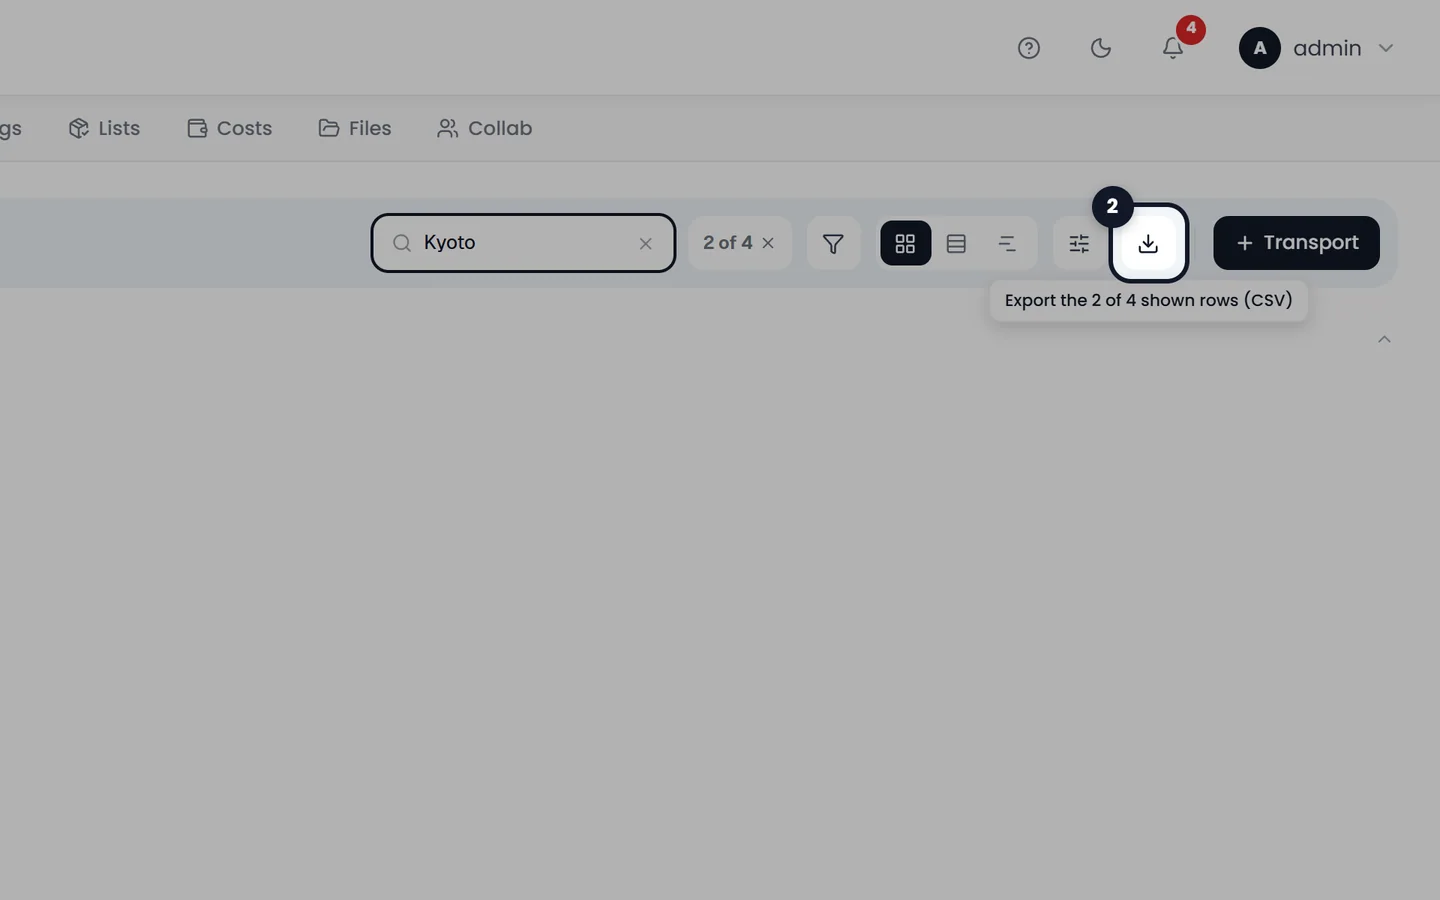 4
A admin
gs Lists Costs Files Collab
2
Kyoto 2 of 4 Transport
Export the 2 of 4 shown rows (CSV)